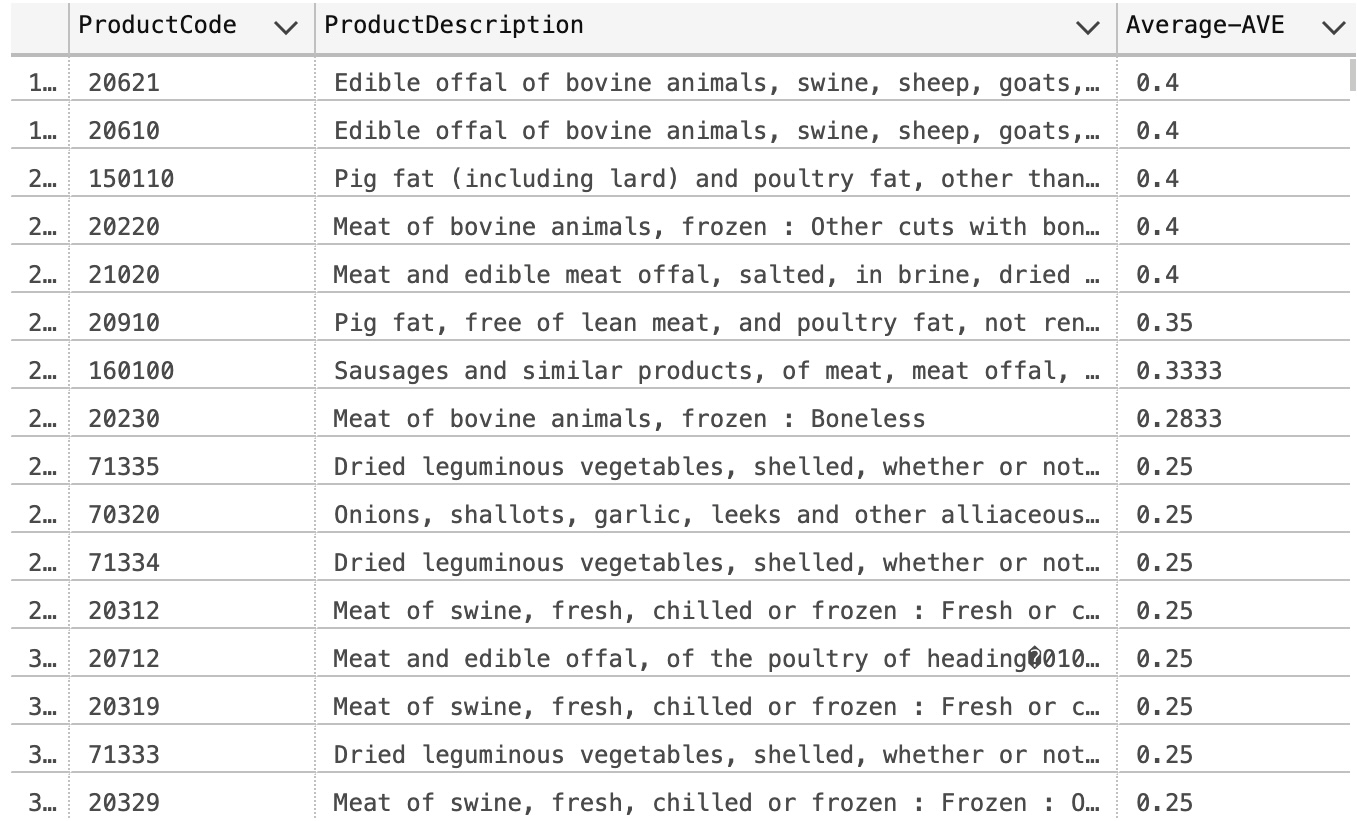 ProductCode ProductDescription Average-AVE
1… 20621 Edible offal of bovine animals, swine, sheep, goats,… 0.4
1… 20610 Edible offal of bovine animals, swine, sheep, goats,… 0.4
2… 150110 Pig fat (including lard) and poultry fat, other than… 0.4
2… 20220 Meat of bovine animals, frozen : Other cuts with bon… 0.4
2… 21020 Meat and edible meat offal, salted, in brine, dried … 0.4
2… 20910 Pig fat, free of lean meat, and poultry fat, not ren… 0.35
2… 160100 Sausages and similar products, of meat, meat offal, … 0.3333
2… 20230 Meat of bovine animals, frozen : Boneless 0.2833
2… 71335 Dried leguminous vegetables, shelled, whether or not… 0.25
2… 70320 Onions, shallots, garlic, leeks and other alliaceous… 0.25
2… 71334 Dried leguminous vegetables, shelled, whether or not… 0.25
2… 20312 Meat of swine, fresh, chilled or frozen : Fresh or c… 0.25
3… 20712 Meat and edible offal, of the poultry of heading�010… 0.25
3… 20319 Meat of swine, fresh, chilled or frozen : Fresh or c… 0.25
3… 71333 Dried leguminous vegetables, shelled, whether or not… 0.25
3… 20329 Meat of swine, fresh, chilled or frozen : Frozen : O… 0.25